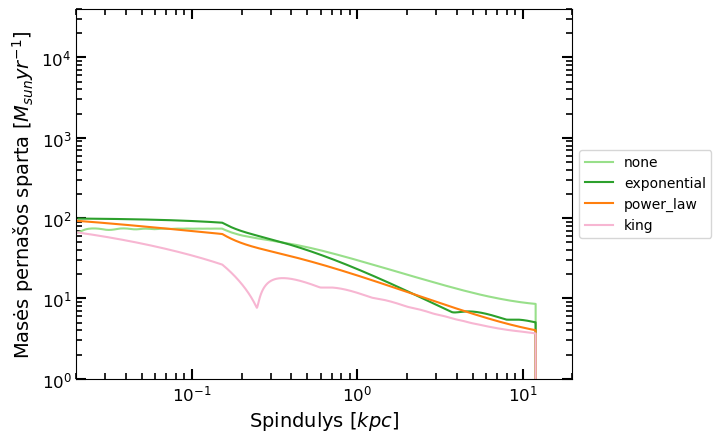 Masės pernašos sparta [M_{sun}yr^{-1}]
10^4
10^3
10^2
10^1
10^0
10^{-1}
10^0
10^1
Spindulys [kpc]
none
exponential
power_law
king